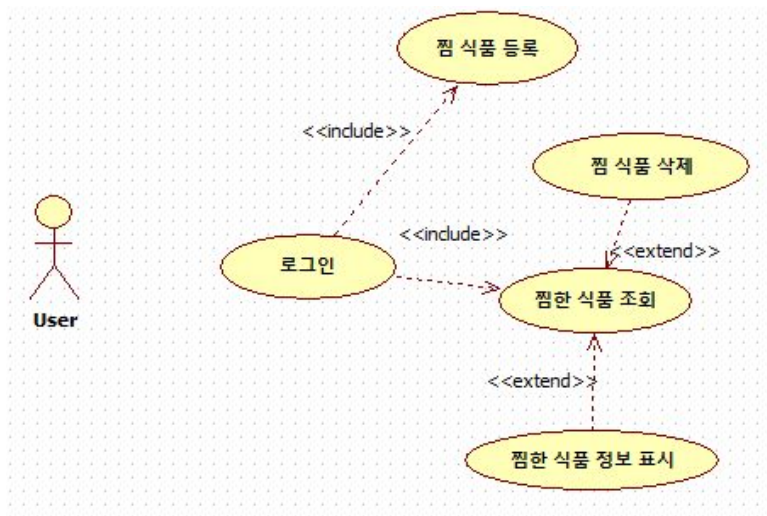 찜 식품 등록
<<include>>
찜 식품 삭제
<<include>>
<<extend>>
로그인
찜한 식품 조회
User
<<extend>>
찜한 식품 정보 표시